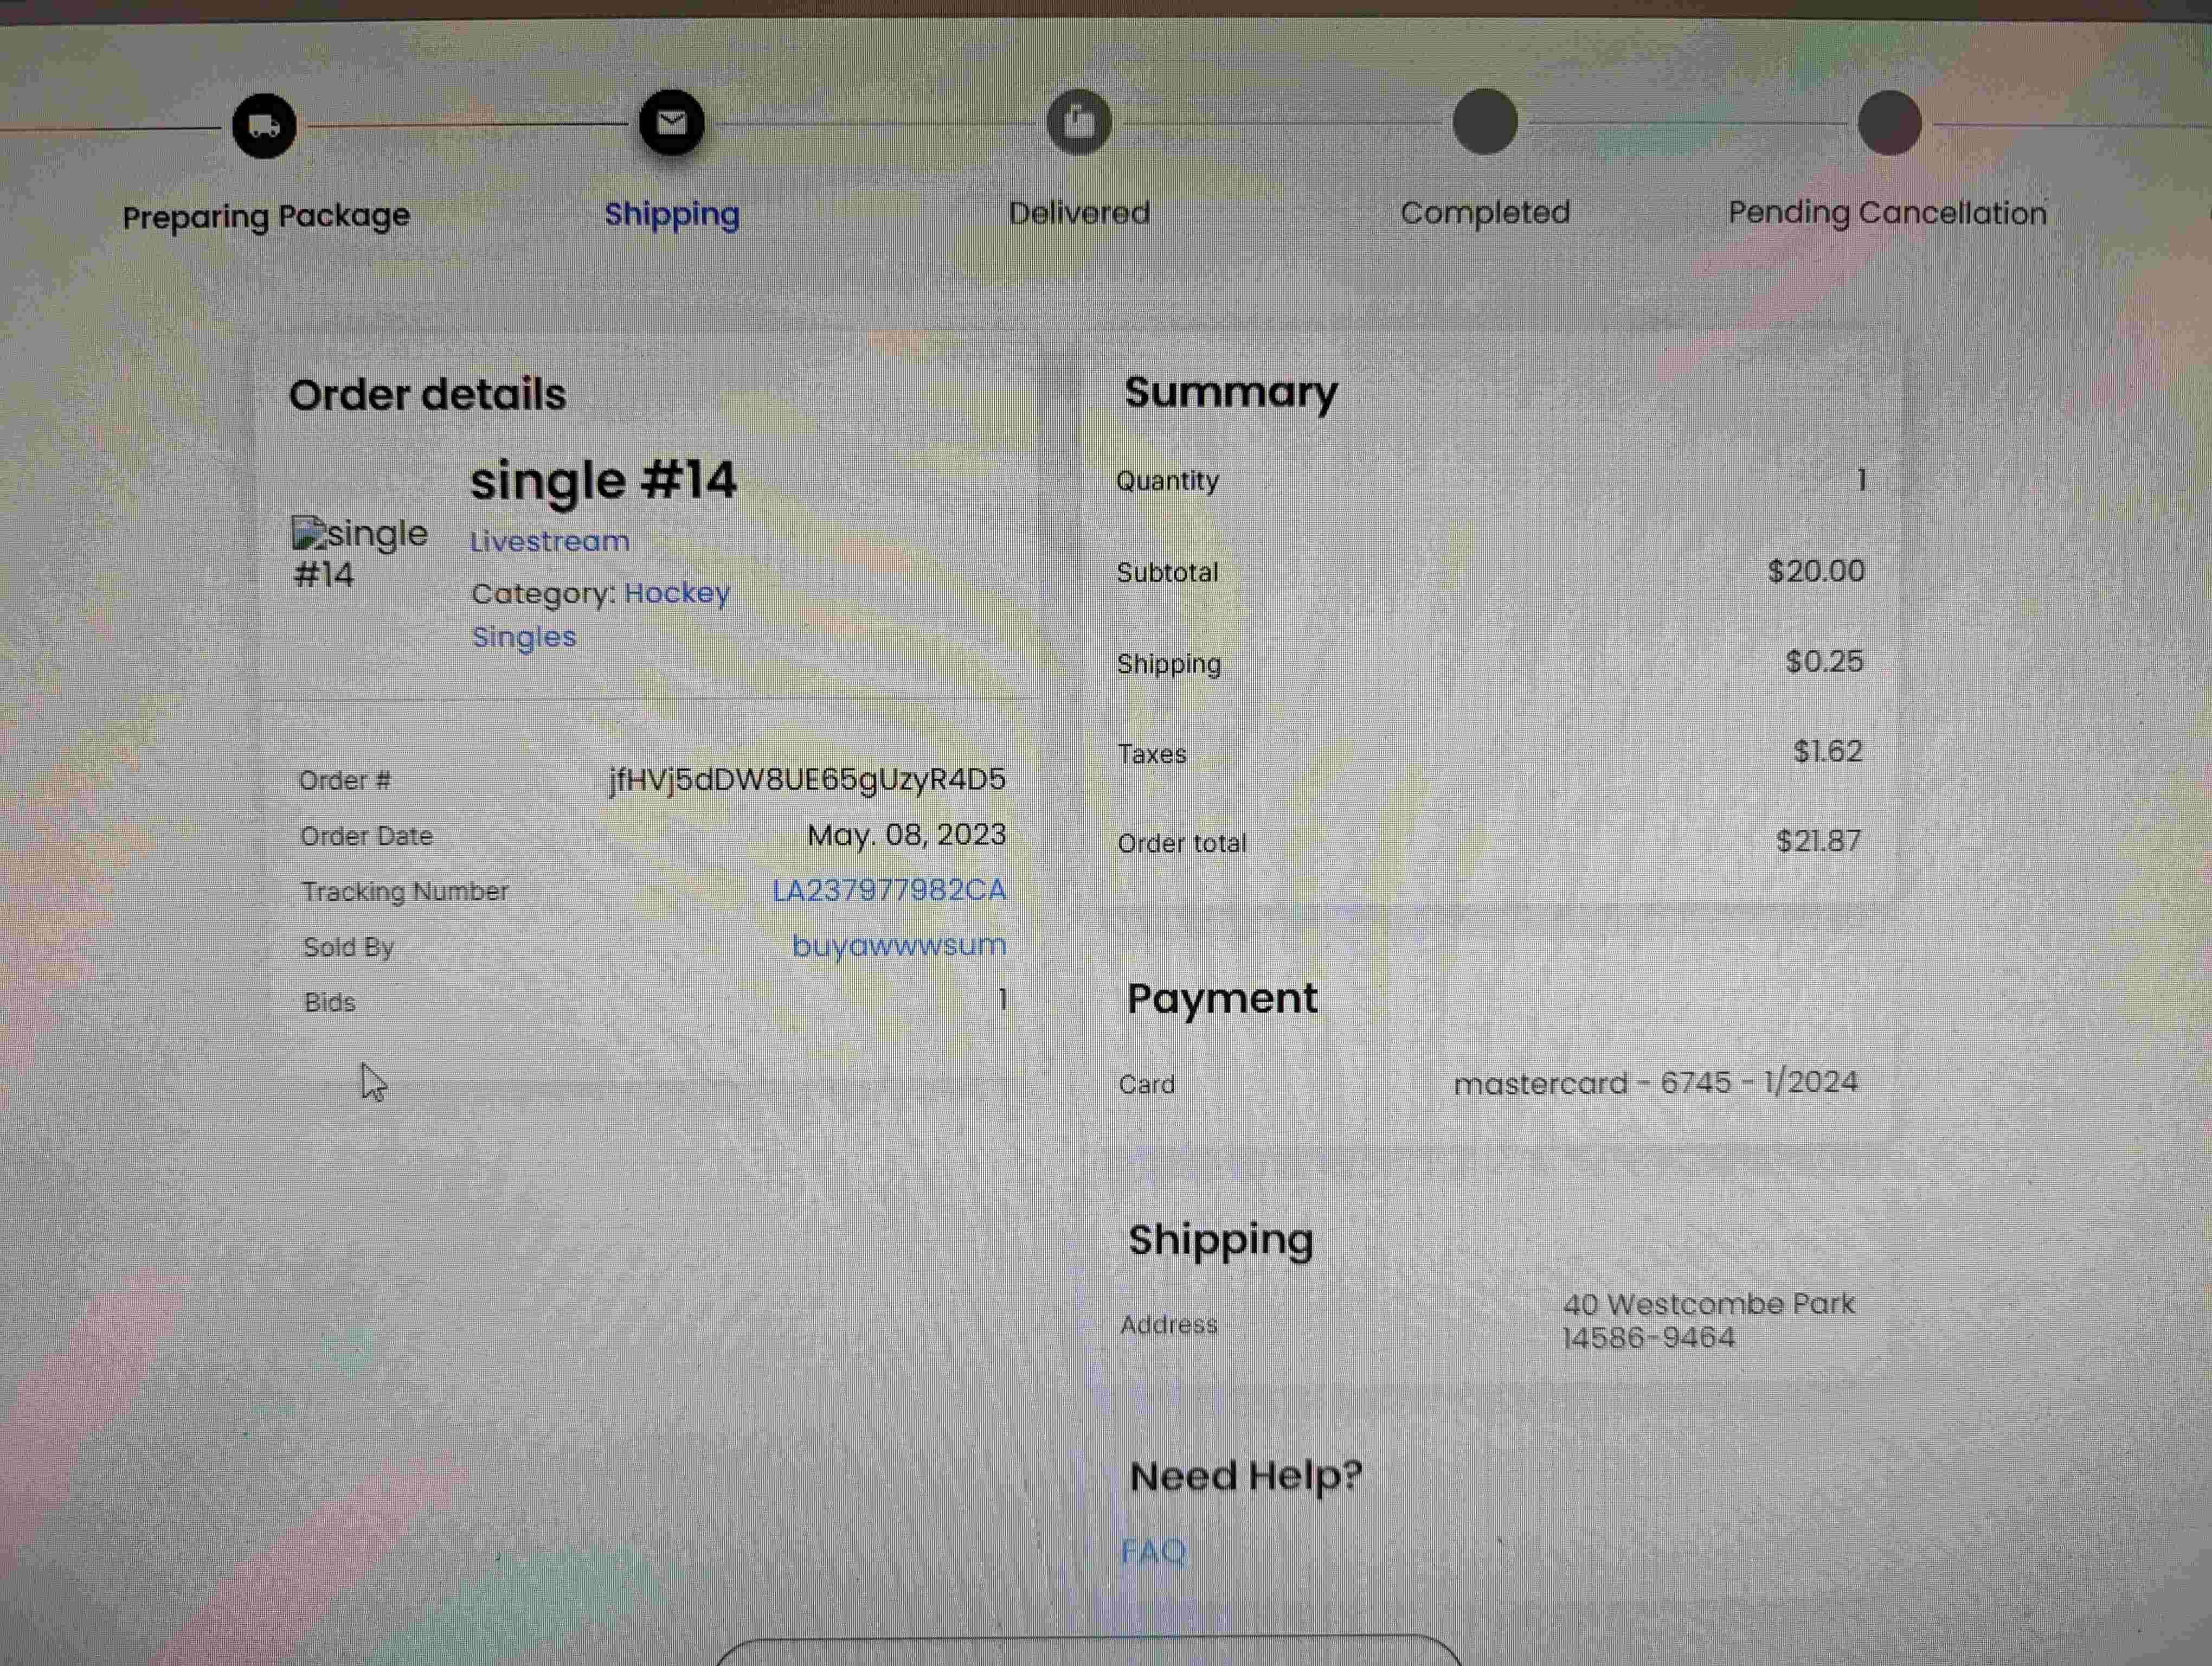 Preparing Package
Shipping
Delivered
Completed
Pending Cancellation
Order details
single #14
single
#14
Livestream
Category: Hockey
Singles
Order # jfHVj5dDW8UE65gUzyR4D5
Order Date May. 08, 2023
Tracking Number LA237977982CA
Sold By buyawwwsum
Bids 1
Summary
Quantity 1
Subtotal $20.00
Shipping $0.25
Taxes $1.62
Order total $21.87
Payment
Card mastercard - 6745 - 1/2024
Shipping
Address 40 Westcombe Park
14586-9464
Need Help?
FAQ